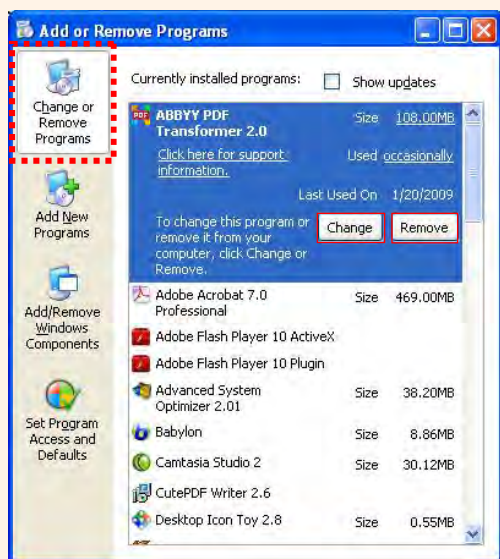 Add or Remove Programs
Change or
Remove
Programs
Add New
Programs
Add/Remove
Windows
Components
Set Program
Access and
Defaults
Currently installed programs:
Show updates
PDF
ABBYY PDF
Transformer 2.0
Size 108.00MB
Click here for support
information.
Used occasionally
Last Used On 1/20/2009
To change this program or
remove it from your
computer, click Change or
Remove.
Change
Remove
Adobe Acrobat 7.0
Professional
Size 469.00MB
Adobe Flash Player 10 ActiveX
Adobe Flash Player 10 Plugin
Advanced System
Optimizer 2.01
Size 38.20MB
Babylon
Size 8.86MB
Camtasia Studio 2
Size 30.12MB
CutePDF Writer 2.6
Desktop Icon Toy 2.8
Size 0.55MB